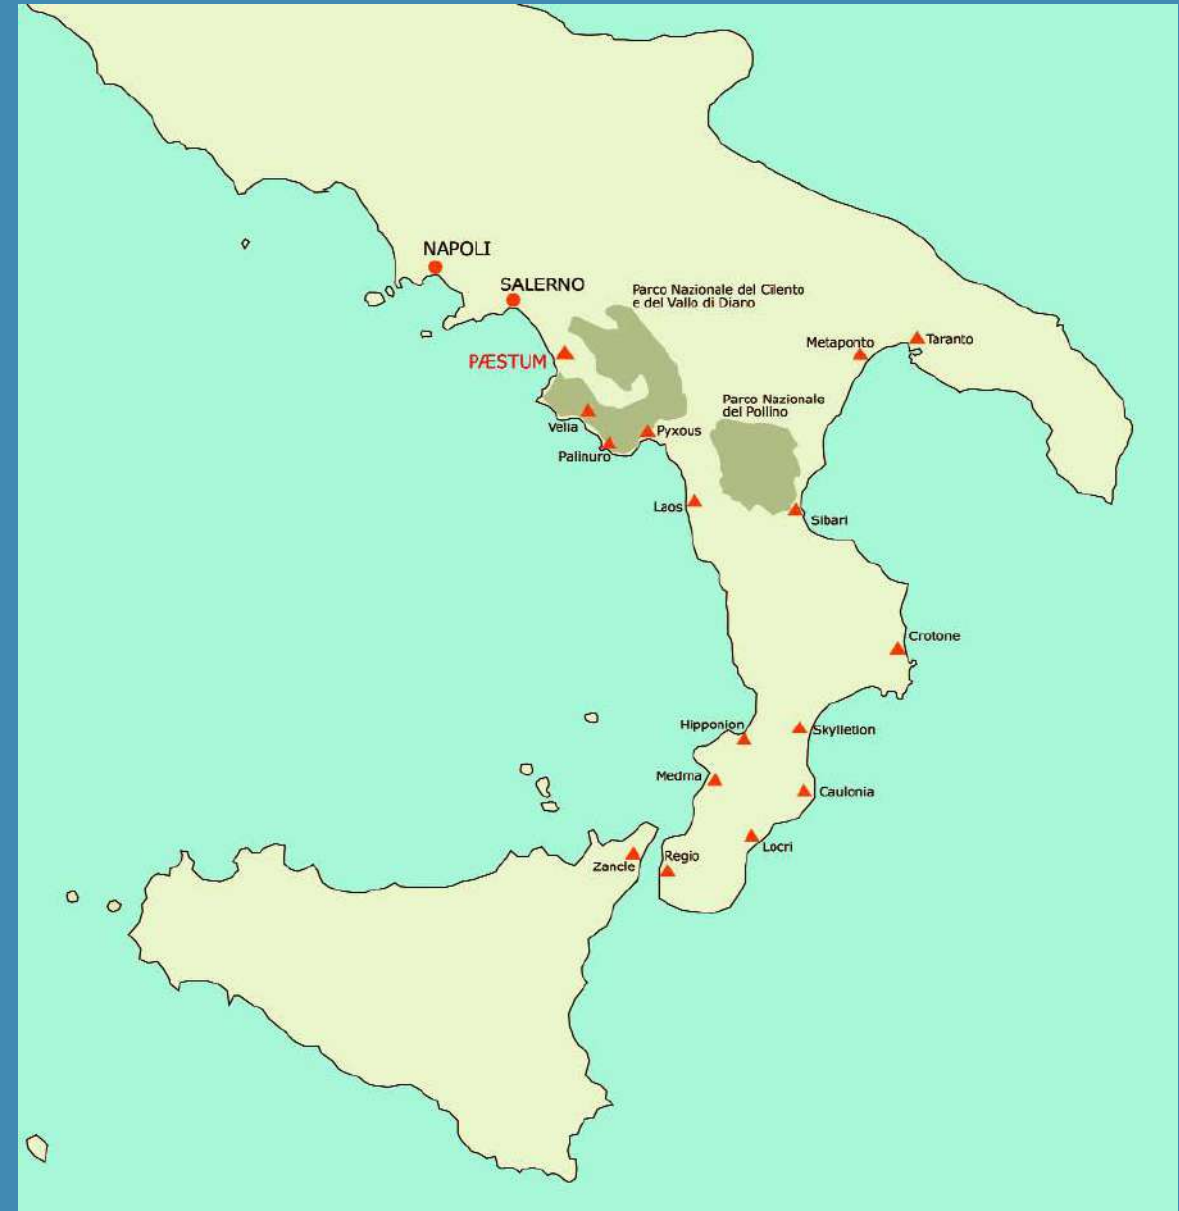 NAPOLI
SALERNO
Parco Nazionale del Cilento
e del Vallo di Diano
PÆSTUM
Metaponto
Taranto
Parco Nazionale
del Pollino
Velia
Pyxous
Palinuro
Laos
Sibari
Crotone
Hipponion
Skylletion
Medma
Caulonia
Locri
Regio
Zancle